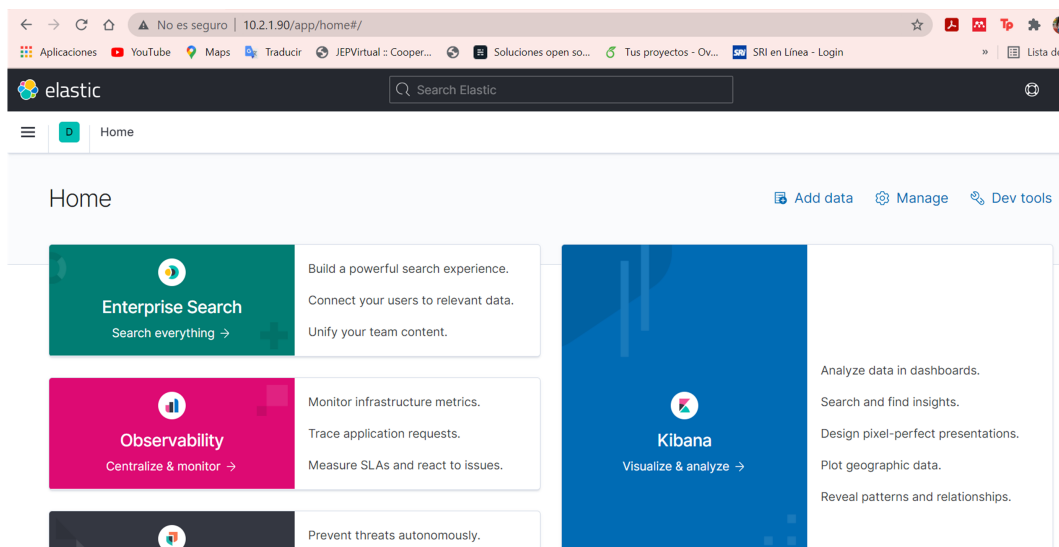 No es seguro | 10.2.1.90/app/home#/
Aplicaciones YouTube Maps Traducir JEPVirtual :: Cooper... Soluciones open so... Tus proyectos - Ov... SRi SRI en Línea - Login » Lista de
elastic Search Elastic
D Home
Home Add data Manage Dev tools
Enterprise Search
Search everything →
Build a powerful search experience.
Connect your users to relevant data.
Unify your team content.
Observability
Centralize & monitor →
Monitor infrastructure metrics.
Trace application requests.
Measure SLAs and react to issues.
Prevent threats autonomously.
Kibana
Visualize & analyze →
Analyze data in dashboards.
Search and find insights.
Design pixel-perfect presentations.
Plot geographic data.
Reveal patterns and relationships.